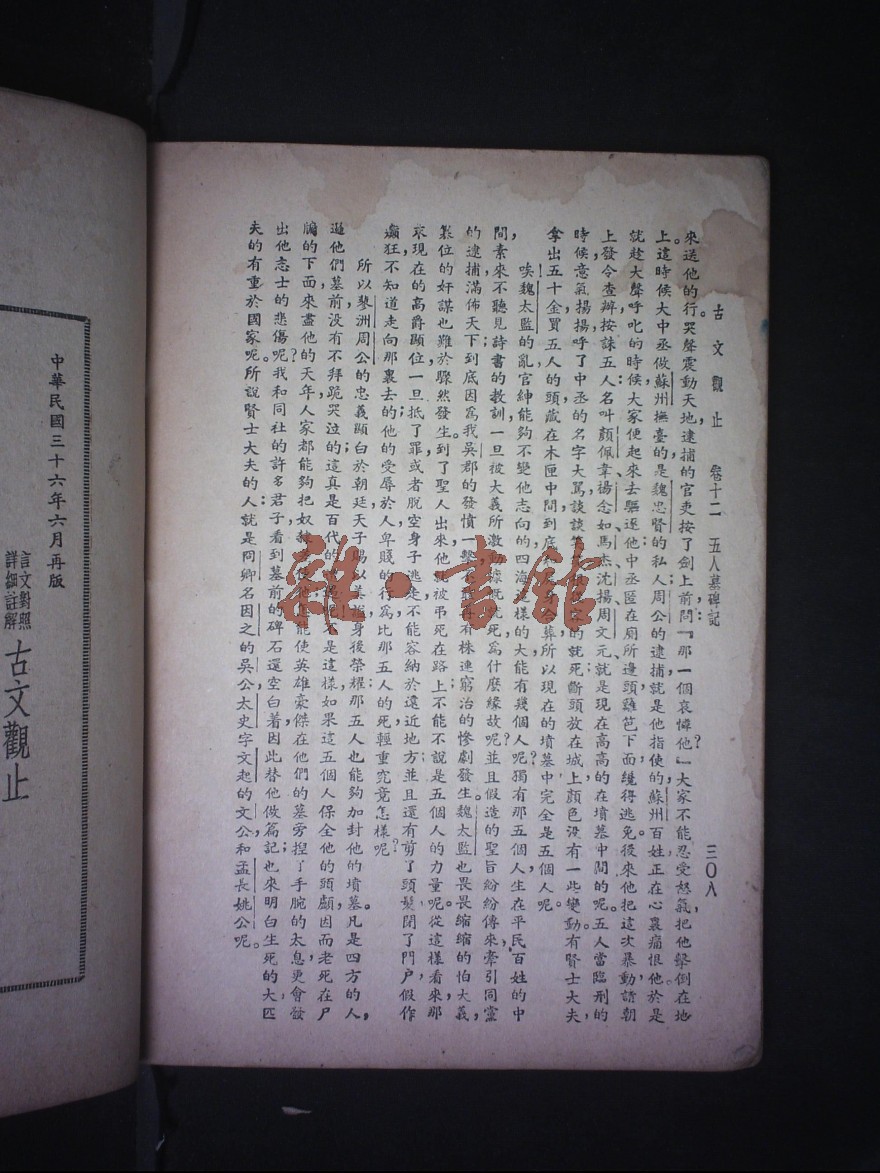 古文觀止　卷十二　五人墓碑記　三〇八
來送他的行。哭聲震動天地，逮捕的官吏按了劍上前問：『那一個哀憐他？』大家不能忍受怒氣，把他擊倒在地
上。這時候大中丞做蘇州撫臺的，是魏忠賢的私人，周公的逮捕，就是他指使的，蘇州百姓正在心裏痛恨他。於是
就趁大聲呼叱的時候，大家便起來去驅逐他，中丞匿在廁所邊頭籬笆下面，纔得逃免。後來他把這次暴動請朝
上發令查辦，按誅五人，名叫顏佩韋、揚念如、馬杰、沈揚、周文元，就是現在高高的在墳墓中間的呢。五人當臨刑的
時候，意氣揚揚，呼了中丞的名字大罵，談談笑的就死；斷頭放在城上，顏色沒有一些變動。有賢士大夫
拿出五十金，買五人的頭，藏在木匣中間，到底合葬，所以現在的墳墓中，完全是五個人呢。
唉！魏太監的亂，官紳能夠不變他志向的，四海樣的大，能有幾個人呢？獨有那五個人，生在平民百姓的中
間，素來不聽見詩書的教訓，一旦被大義所激動，慷慨就死，爲什麼緣故呢？並且假造的聖旨，紛紛傳來，牽引同黨
的逮捕，滿佈天下；到底因爲我吳郡的發憤一擊，再有株連窮治的慘劇發生。魏太監也畏畏縮縮的怕大義，
篡位的奸謀，也難於驟然發生。到了聖人出來，他便被弔死在路上，不能不說是五個人的力量呢。從這樣看來，那
末現在的高爵顯位，一旦抵了罪，或者脫空身子逃走，不能容納於遠近地方；並且還有剪了頭髮，閉了門戶，假作
癲狂，不知道走向那裏去的，他的受辱於人，卑賤的行爲，比那五人的死，輕重究竟怎樣呢？
所以蓼洲周公的忠義，顯白於朝廷，天子賜以美謚，身後榮耀；那五人也能夠加封他的墳墓。凡是四方的人，
遊他們墓前，沒有不拜跪哭泣的，這眞是百代的！不是這樣，如果這五個人保全他的頭顱，因而老死在尸
牖的下面，來盡他的天年，人家都能夠把奴隸使他，怎能使英雄豪傑，在他們的墓旁，捏了手腕的太息，更會發
出他志士的悲傷呢？我和同社的許多君子，看到墓前的碑石，還空白着，因此替他做篇記，也來明白生死的大，匹
夫的有重於國家呢。所說賢士大夫的人：就是冏卿名因之的吳公，太史字文起的文公，和孟長姚公呢。
中華民國三十六年六月再版
言文對照
詳細註解
古文觀止
雜·書館